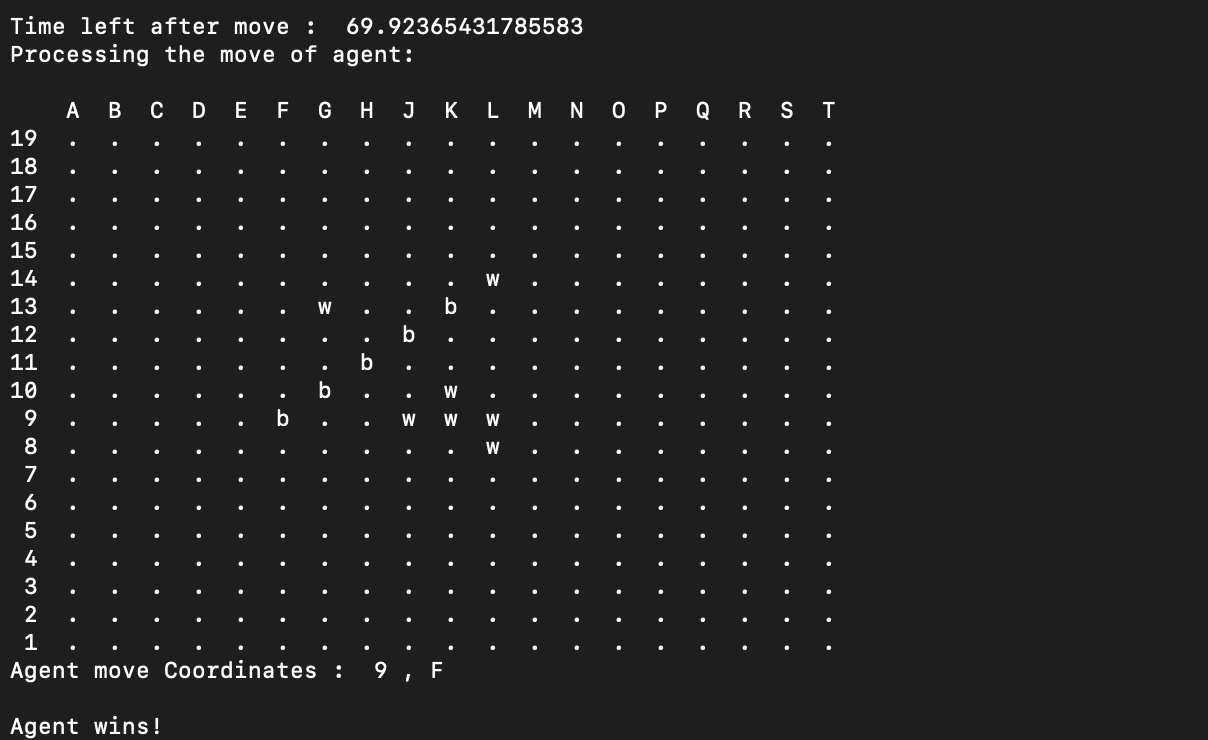 Time left after move :  69.92365431785583
Processing the move of agent:
    A  B  C  D  E  F  G  H  J  K  L  M  N  O  P  Q  R  S  T
19  .  .  .  .  .  .  .  .  .  .  .  .  .  .  .  .  .  .  .
18  .  .  .  .  .  .  .  .  .  .  .  .  .  .  .  .  .  .  .
17  .  .  .  .  .  .  .  .  .  .  .  .  .  .  .  .  .  .  .
16  .  .  .  .  .  .  .  .  .  .  .  .  .  .  .  .  .  .  .
15  .  .  .  .  .  .  .  .  .  .  .  .  .  .  .  .  .  .  .
14  .  .  .  .  .  .  .  .  .  .  w  .  .  .  .  .  .  .  .
13  .  .  .  .  .  .  w  .  .  b  .  .  .  .  .  .  .  .  .
12  .  .  .  .  .  .  .  .  b  .  .  .  .  .  .  .  .  .  .
11  .  .  .  .  .  .  .  b  .  .  .  .  .  .  .  .  .  .  .
10  .  .  .  .  .  .  b  .  .  w  .  .  .  .  .  .  .  .  .
 9  .  .  .  .  .  b  .  .  w  w  w  .  .  .  .  .  .  .  .
 8  .  .  .  .  .  .  .  .  .  .  w  .  .  .  .  .  .  .  .
 7  .  .  .  .  .  .  .  .  .  .  .  .  .  .  .  .  .  .  .
 6  .  .  .  .  .  .  .  .  .  .  .  .  .  .  .  .  .  .  .
 5  .  .  .  .  .  .  .  .  .  .  .  .  .  .  .  .  .  .  .
 4  .  .  .  .  .  .  .  .  .  .  .  .  .  .  .  .  .  .  .
 3  .  .  .  .  .  .  .  .  .  .  .  .  .  .  .  .  .  .  .
 2  .  .  .  .  .  .  .  .  .  .  .  .  .  .  .  .  .  .  .
 1  .  .  .  .  .  .  .  .  .  .  .  .  .  .  .  .  .  .  .
Agent move Coordinates :  9 , F
Agent wins!